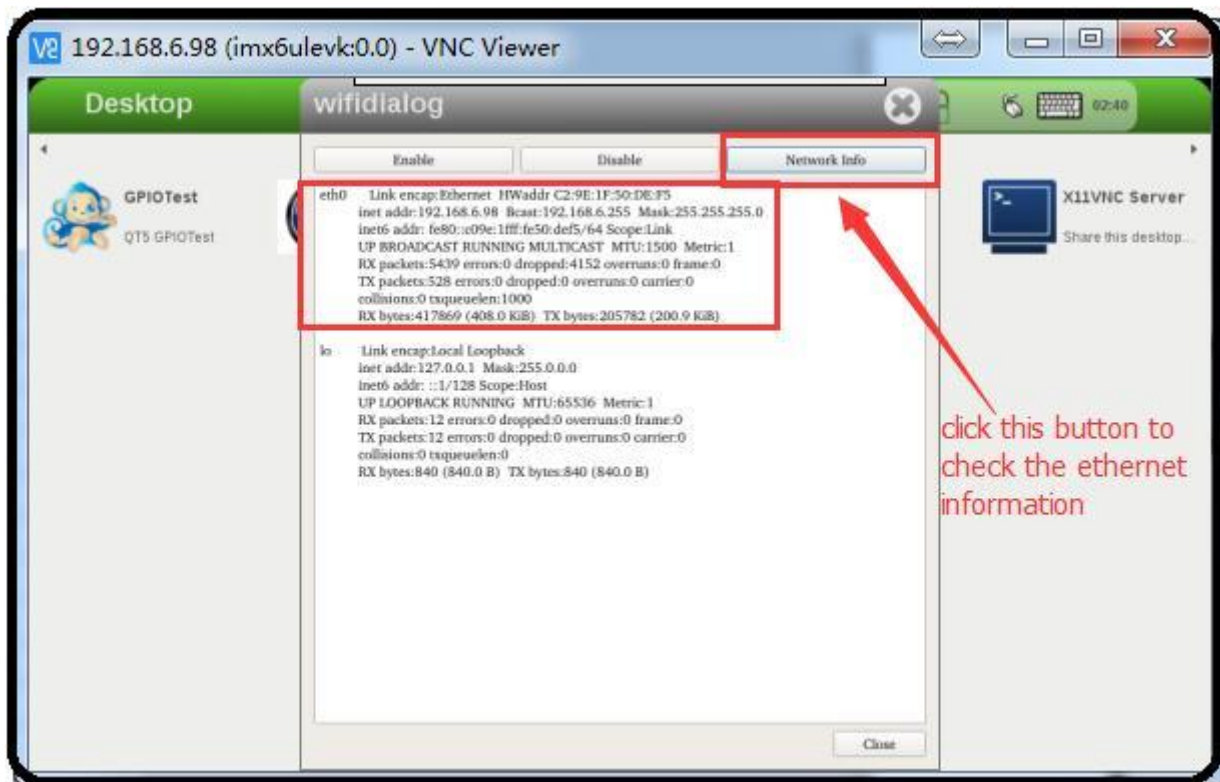 192.168.6.98 (imx6ulevk:0.0) - VNC Viewer
Desktop
wifidlalog
02:40
Enable
Disable
Network Info
GPIOTest
QT5 GPIOTest
X11VNC Server
Share this desktop...
eth0 Link encap:Ethernet HWaddr C2:9E:1F:50:DE:F5
inet addr:192.168.6.98 Bcast:192.168.6.255 Mask:255.255.255.0
inet6 addr: fe80::c09e:1fff:fe50:def5/64 Scope:Link
UP BROADCAST RUNNING MULTICAST MTU:1500 Metric:1
RX packets:5439 errors:0 dropped:4152 overruns:0 frame:0
TX packets:528 errors:0 dropped:0 overruns:0 carrier:0
collisions:0 txqueuelen:1000
RX bytes:417869 (408.0 KiB) TX bytes:205782 (200.9 KiB)
lo Link encap:Local Loopback
inet addr:127.0.0.1 Mask:255.0.0.0
inet6 addr: ::1/128 Scope:Host
UP LOOPBACK RUNNING MTU:65536 Metric:1
RX packets:12 errors:0 dropped:0 overruns:0 frame:0
TX packets:12 errors:0 dropped:0 overruns:0 carrier:0
collisions:0 txqueuelen:0
RX bytes:840 (840.0 B) TX bytes:840 (840.0 B)
click this button to
check the ethernet
information
Close